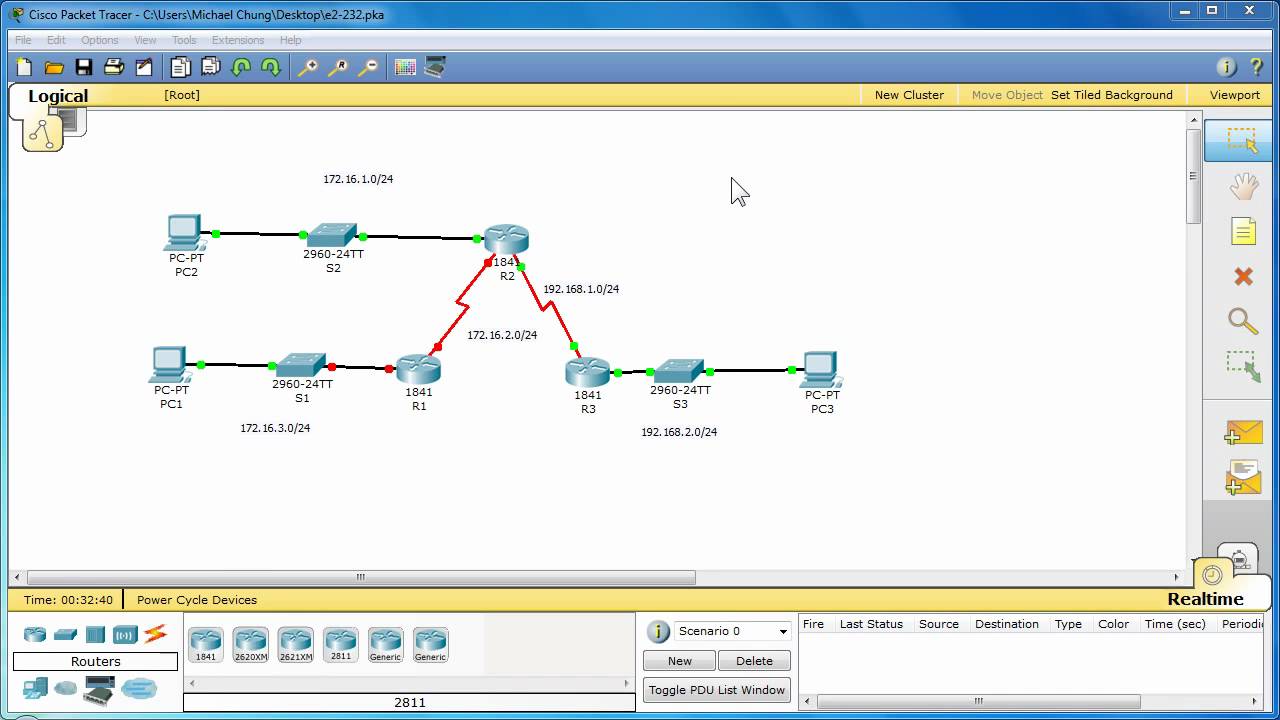 Cisco Packet Tracer - C:\Users\Michael Chung\Desktop\e2-232.pka
File Edit Options View Tools Extensions Help
Logical [Root] New Cluster Move Object Set Tiled Background Viewport
172.16.1.0/24
PC-PT
PC2
2960-24TT
S2
1841
R2
192.168.1.0/24
172.16.2.0/24
PC-PT
PC1
2960-24TT
S1
1841
R1
1841
R3
2960-24TT
S3
PC-PT
PC3
172.16.3.0/24
192.168.2.0/24
Time: 00:32:40 Power Cycle Devices Realtime
Routers
1841 2620XM 2621XM 2811 Generic Generic
2811
Scenario 0
New Delete
Toggle PDU List Window
Fire Last Status Source Destination Type Color Time (sec) Periodic